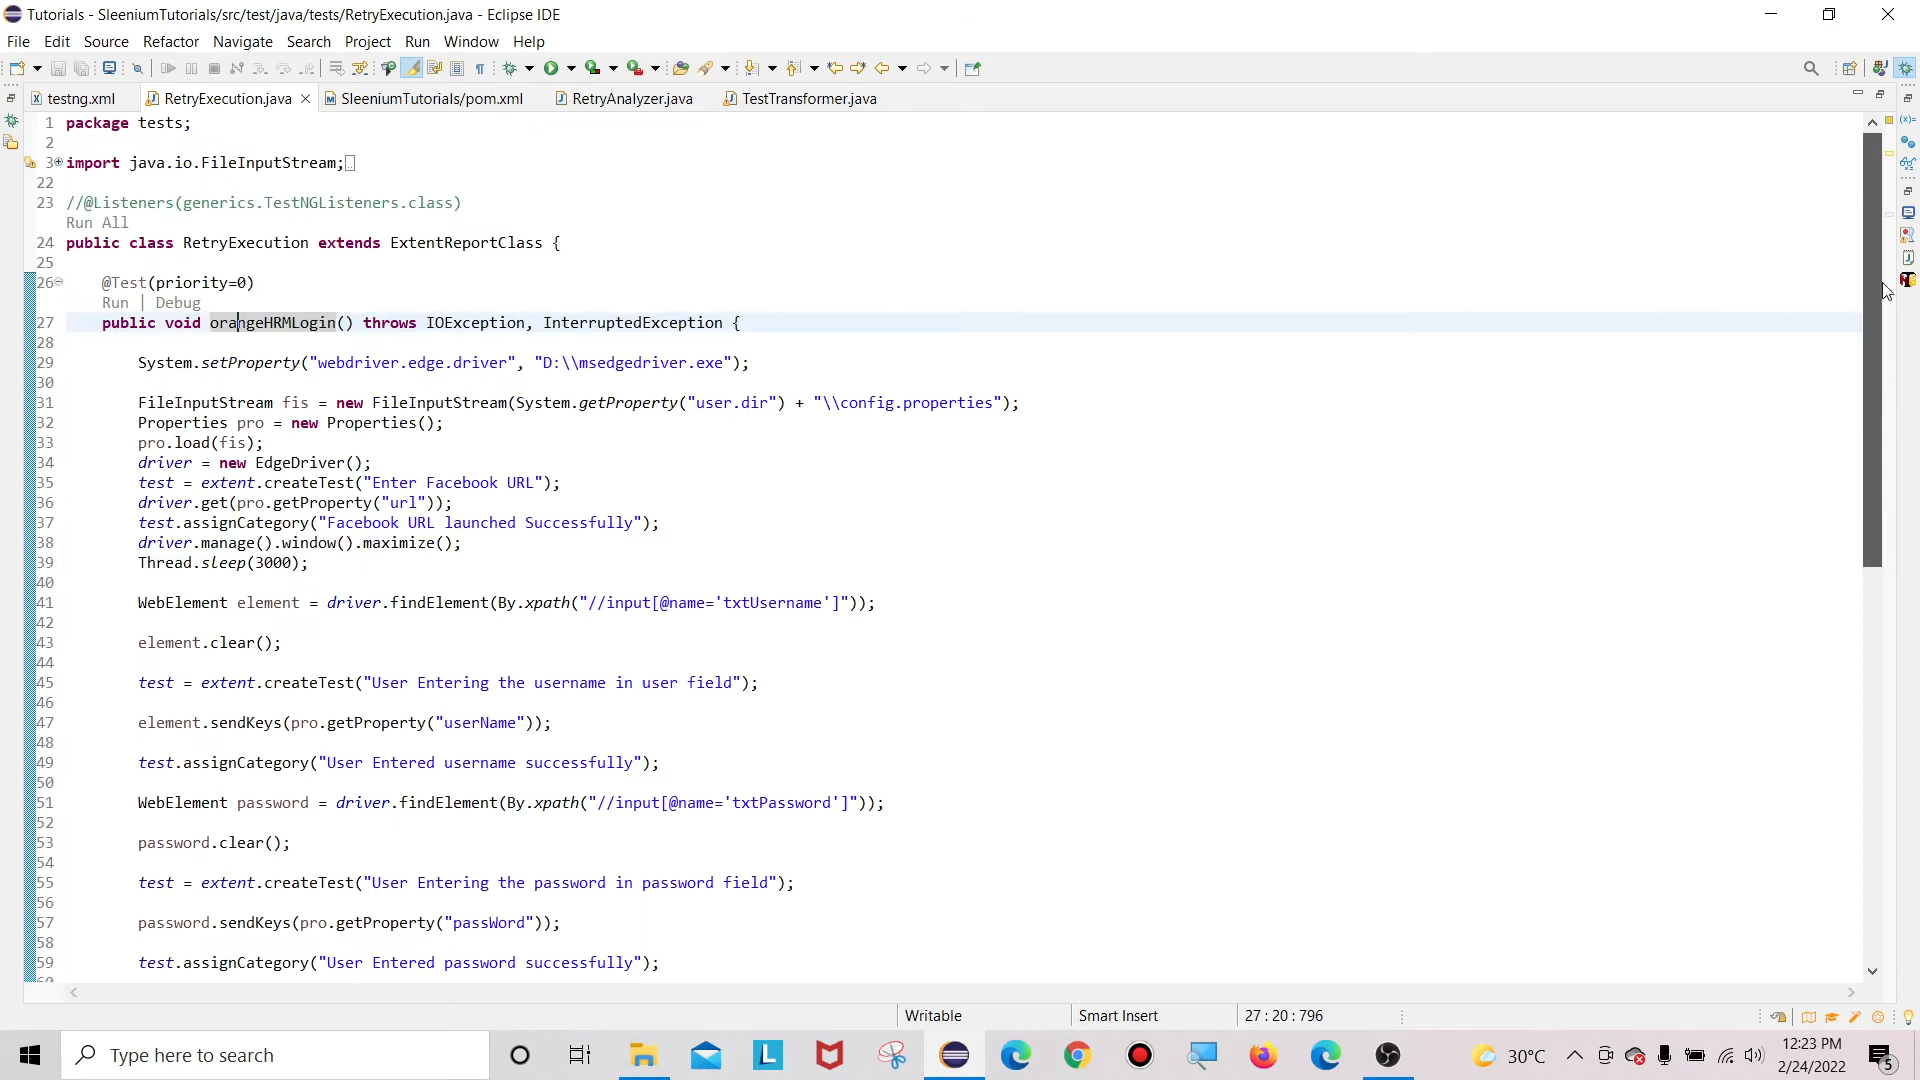 Tutorials - SleeniumTutorials/src/test/java/tests/RetryExecution.java - Eclipse IDE
File Edit Source Refactor Navigate Search Project Run Window Help
testng.xml RetryExecution.java SleeniumTutorials/pom.xml RetryAnalyzer.java TestTransformer.java
1 package tests;
2
3 import java.io.FileInputStream;
22
23 //@Listeners(generics.TestNGListeners.class)
Run All
24 public class RetryExecution extends ExtentReportClass {
25
26 @Test(priority=0)
Run | Debug
27 public void orangeHRMLogin() throws IOException, InterruptedException {
28
29 System.setProperty("webdriver.edge.driver", "D:\\msedgedriver.exe");
30
31 FileInputStream fis = new FileInputStream(System.getProperty("user.dir") + "\\config.properties");
32 Properties pro = new Properties();
33 pro.load(fis);
34 driver = new EdgeDriver();
35 test = extent.createTest("Enter Facebook URL");
36 driver.get(pro.getProperty("url"));
37 test.assignCategory("Facebook URL launched Successfully");
38 driver.manage().window().maximize();
39 Thread.sleep(3000);
40
41 WebElement element = driver.findElement(By.xpath("//input[@name='txtUsername']"));
42
43 element.clear();
44
45 test = extent.createTest("User Entering the username in user field");
46
47 element.sendKeys(pro.getProperty("userName"));
48
49 test.assignCategory("User Entered username successfully");
50
51 WebElement password = driver.findElement(By.xpath("//input[@name='txtPassword']"));
52
53 password.clear();
54
55 test = extent.createTest("User Entering the password in password field");
56
57 password.sendKeys(pro.getProperty("passWord"));
58
59 test.assignCategory("User Entered password successfully");
Writable Smart Insert 27 : 20 : 796
Type here to search 30°C 12:23 PM
2/24/2022 5